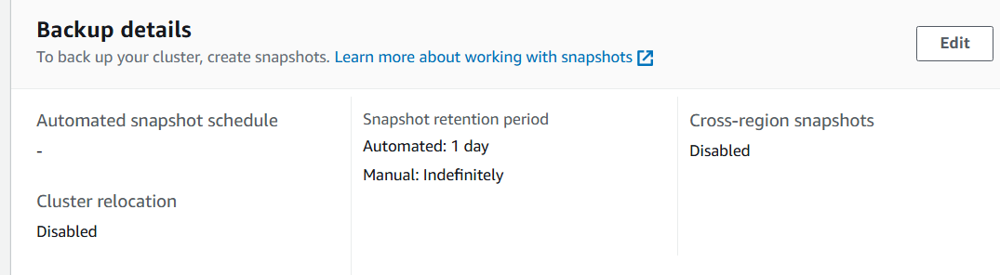 Backup details
To back up your cluster, create snapshots. Learn more about working with snapshots
Edit
Automated snapshot schedule
-
Cluster relocation
Disabled
Snapshot retention period
Automated: 1 day
Manual: Indefinitely
Cross-region snapshots
Disabled